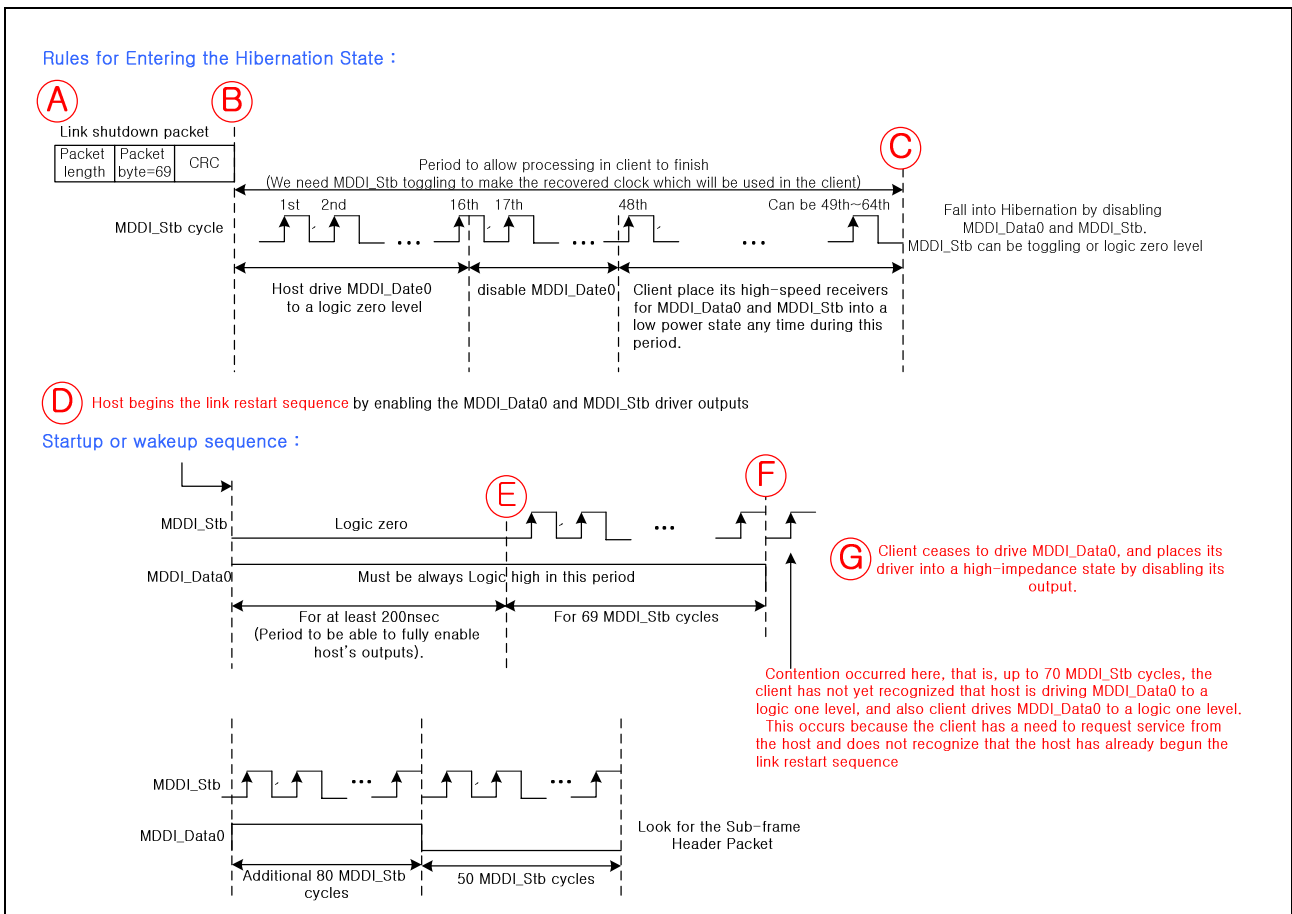 Rules for Entering the Hibernation State :
A
B
Link shutdown packet
Packet length
Packet byte=69
CRC
C
Period to allow processing in client to finish
(We need MDDI_Stb toggling to make the recovered clock which will be used in the client)
1st
2nd
16th
17th
48th
Can be 49th~64th
MDDI_Stb cycle
...
...
...
Fall into Hibernation by disabling
MDDI_Data0 and MDDI_Stb.
MDDI_Stb can be toggling or logic zero level
Host drive MDDI_Date0
to a logic zero level
disable MDDI_Date0
Client place its high-speed receivers
for MDDI_Data0 and MDDI_Stb into a
low power state any time during this
period.
D
Host begins the link restart sequence by enabling the MDDI_Data0 and MDDI_Stb driver outputs
Startup or wakeup sequence :
E
F
MDDI_Stb
Logic zero
...
MDDI_Data0
Must be always Logic high in this period
G
Client ceases to drive MDDI_Data0, and places its
driver into a high-impedance state by disabling its
output.
For at least 200nsec
(Period to be able to fully enable
host's outputs).
For 69 MDDI_Stb cycles
Contention occurred here, that is, up to 70 MDDI_Stb cycles, the
client has not yet recognized that host is driving MDDI_Data0 to a
logic one level, and also client drives MDDI_Data0 to a logic one level.
This occurs because the client has a need to request service from
the host and does not recognize that the host has already begun the
link restart sequence
MDDI_Stb
...
...
MDDI_Data0
Look for the Sub-frame
Header Packet
Additional 80 MDDI_Stb
cycles
50 MDDI_Stb cycles